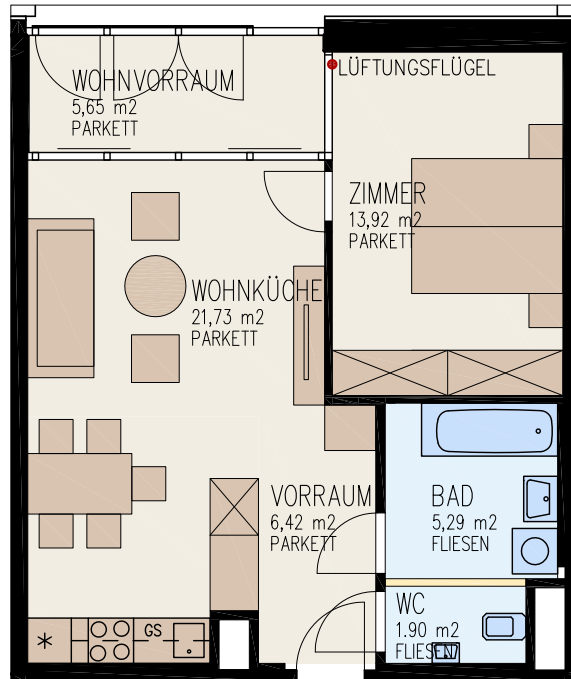 WOHNVORRAUM
5,65 m2
PARKETT
LÜFTUNGSFLÜGEL
ZIMMER
13,92 m2
PARKETT
WOHNKÜCHE
21,73 m2
PARKETT
VORRAUM
6,42 m2
PARKETT
BAD
5,29 m2
FLIESEN
WC
1.90 m2
FLIESEN
GS